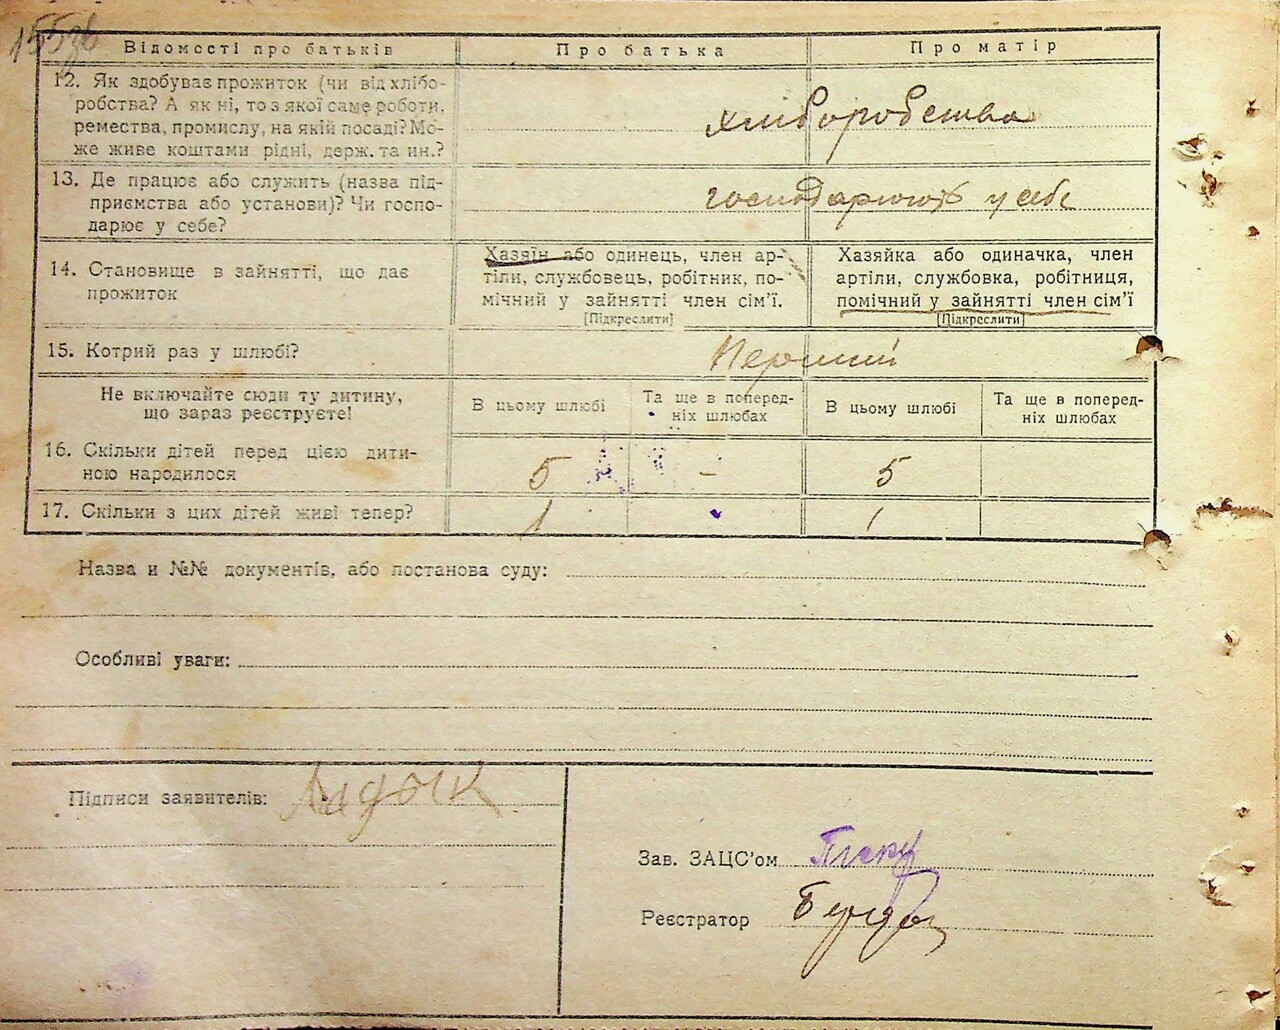 155зв
Відомості про батьків
Про батька
Про матір
12. Як здобуває прожиток (чи від хлібо-
робства? А як ні, то з якої саме роботи,
ремества, промислу, на якій посаді? Мо-
же живе коштами рідні, держ. та ин.?
хліборобства
13. Де працює або служить (назва під-
приємства або установи)? Чи госпо-
дарює у себе?
господарюють у себе
14. Становище в зайнятті, що дає
прожиток
Хазяїн або одинець, член ар-
тіли, службовець, робітник, по-
мічний у зайнятті член сім'ї.
[Підкреслити]
Хазяйка або одиначка, член
артіли, службовка, робітниця,
помічний у зайнятті член сім'ї
[Підкреслити]
15. Котрий раз у шлюбі?
Перший
Не включайте сюди ту дитину,
що зараз реєструєте!
В цьому шлюбі
Та ще в поперед-
ніх шлюбах
В цьому шлюбі
Та ще в поперед-
ніх шлюбах
16. Скільки дітей перед цією дити-
ною народилося
5
-
5
17. Скільки з цих дітей живі тепер?
1
1
Назва и №№ документів, або постанова суду:
Особливі уваги:
Підписи заявителів:
Зав. ЗАЦС'ом
Реєстратор